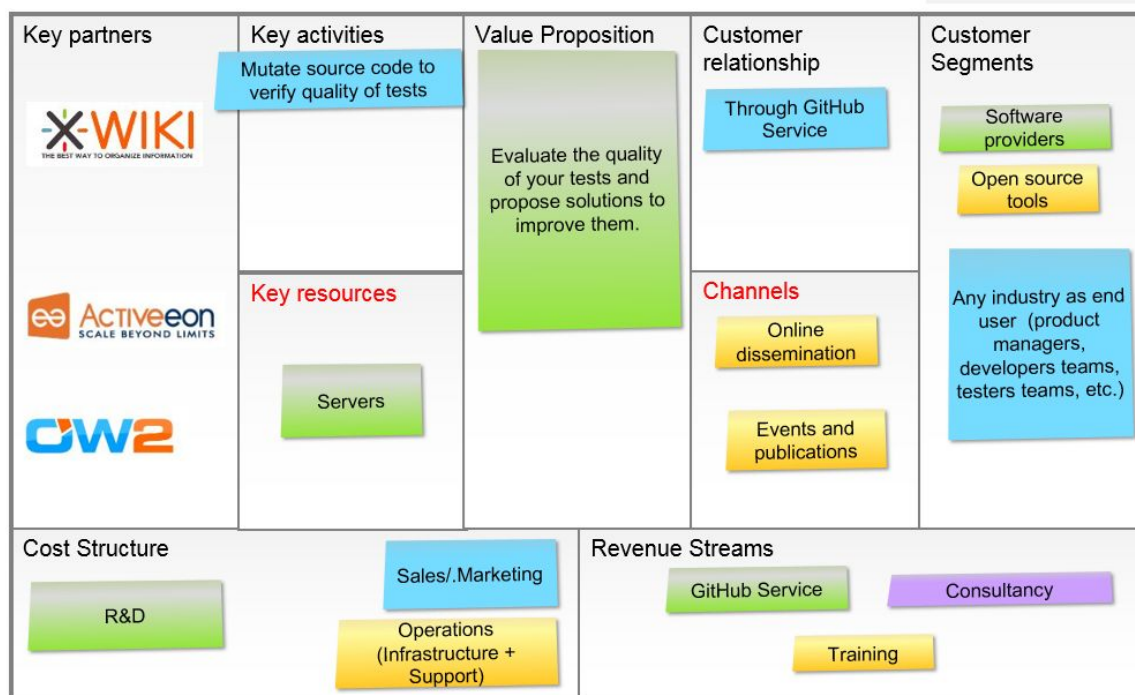 Key partners
X-WIKI
THE BEST WAY TO ORGANIZE INFORMATION
ACTIVEEON
SCALE BEYOND LIMITS
OW2
Key activities
Mutate source code to
verify quality of tests
Key resources
Servers
Value Proposition
Evaluate the quality
of your tests and
propose solutions to
improve them.
Customer
relationship
Through GitHub
Service
Channels
Online
dissemination
Events and
publications
Customer
Segments
Software
providers
Open source
tools
Any industry as end
user (product
managers,
developers teams,
testers teams, etc.)
Cost Structure
R&D
Sales/.Marketing
Operations
(Infrastructure +
Support)
Revenue Streams
GitHub Service
Consultancy
Training